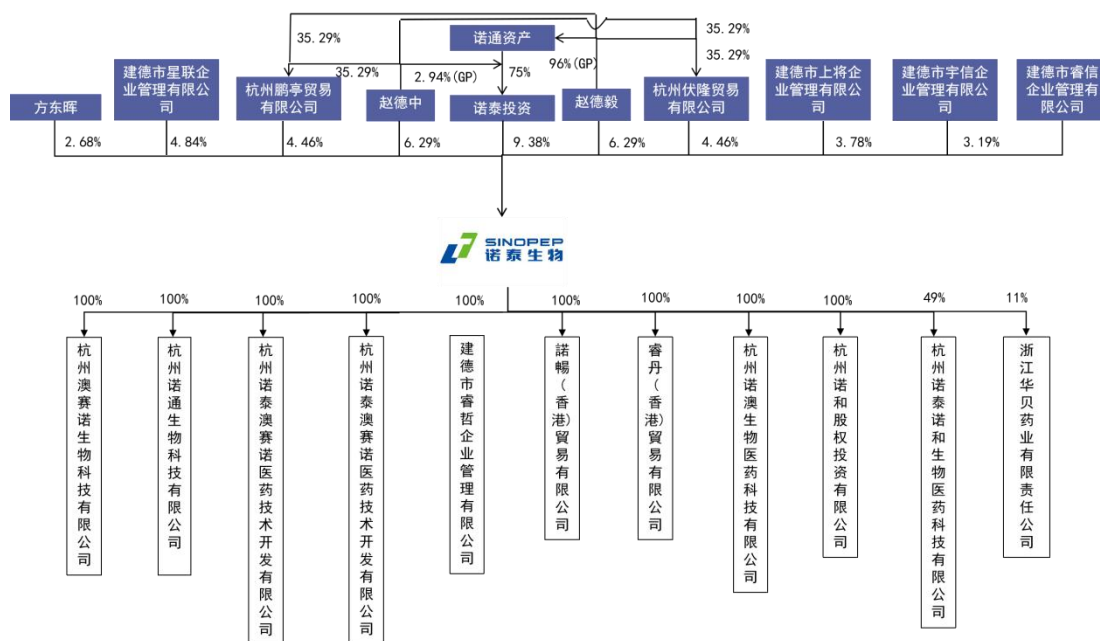 35.29%
诺通资产
35.29%
35.29%
35.29%
2.94%(GP)
75%
96%(GP)
方东晖
建德市星联企
业管理有限公
司
杭州鹏亭贸易
有限公司
赵德中
诺泰投资
赵德毅
杭州伏隆贸易
有限公司
建德市上将企
业管理有限公
司
建德市宇信企
业管理有限公
司
建德市睿信
企业管理有
限公司
2.68%
4.84%
4.46%
6.29%
9.38%
6.29%
4.46%
3.78%
3.19%
SINOPEP
诺泰生物
100%
100%
100%
100%
100%
100%
100%
100%
100%
49%
11%
杭州澳赛诺生物科技有限公司
杭州诺通生物科技有限公司
杭州诺泰澳赛诺医药技术开发有限公司
杭州诺泰澳赛诺医药技术开发有限公司
建德市睿哲企业管理有限公司
諾暢(香港)貿易有限公司
睿丹(香港)貿易有限公司
杭州诺澳生物医药科技有限公司
杭州诺和股权投资有限公司
杭州诺泰诺和生物医药科技有限公司
浙江华贝药业有限责任公司